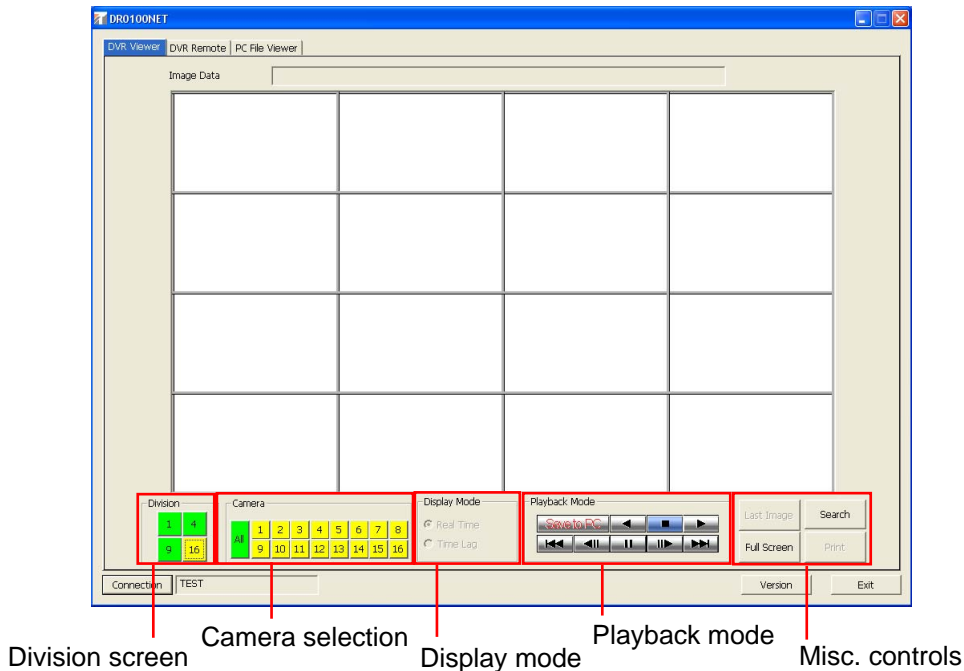 DR0100NET
DVR Viewer DVR Remote PC File Viewer
Image Data
Division Camera Display Mode Playback Mode
1 4
9 16
All
1 2 3 4 5 6 7 8
9 10 11 12 13 14 15 16
Real Time
Time Lag
Save to PC
Last Image Search
Full Screen Print
Connection TEST Version Exit
Division screen
Camera selection
Display mode
Playback mode
Misc. controls